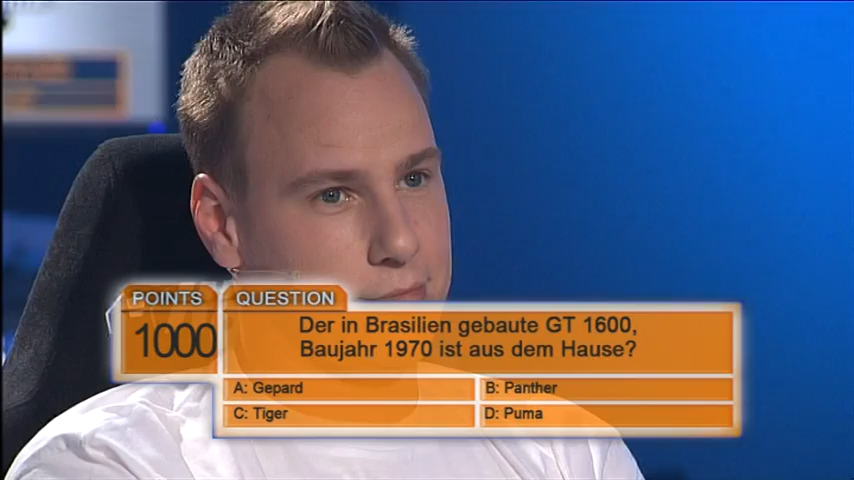 POINTS
QUESTION
1000
Der in Brasilien gebaute GT 1600,
Baujahr 1970 ist aus dem Hause?
A: Gepard
B: Panther
C: Tiger
D: Puma